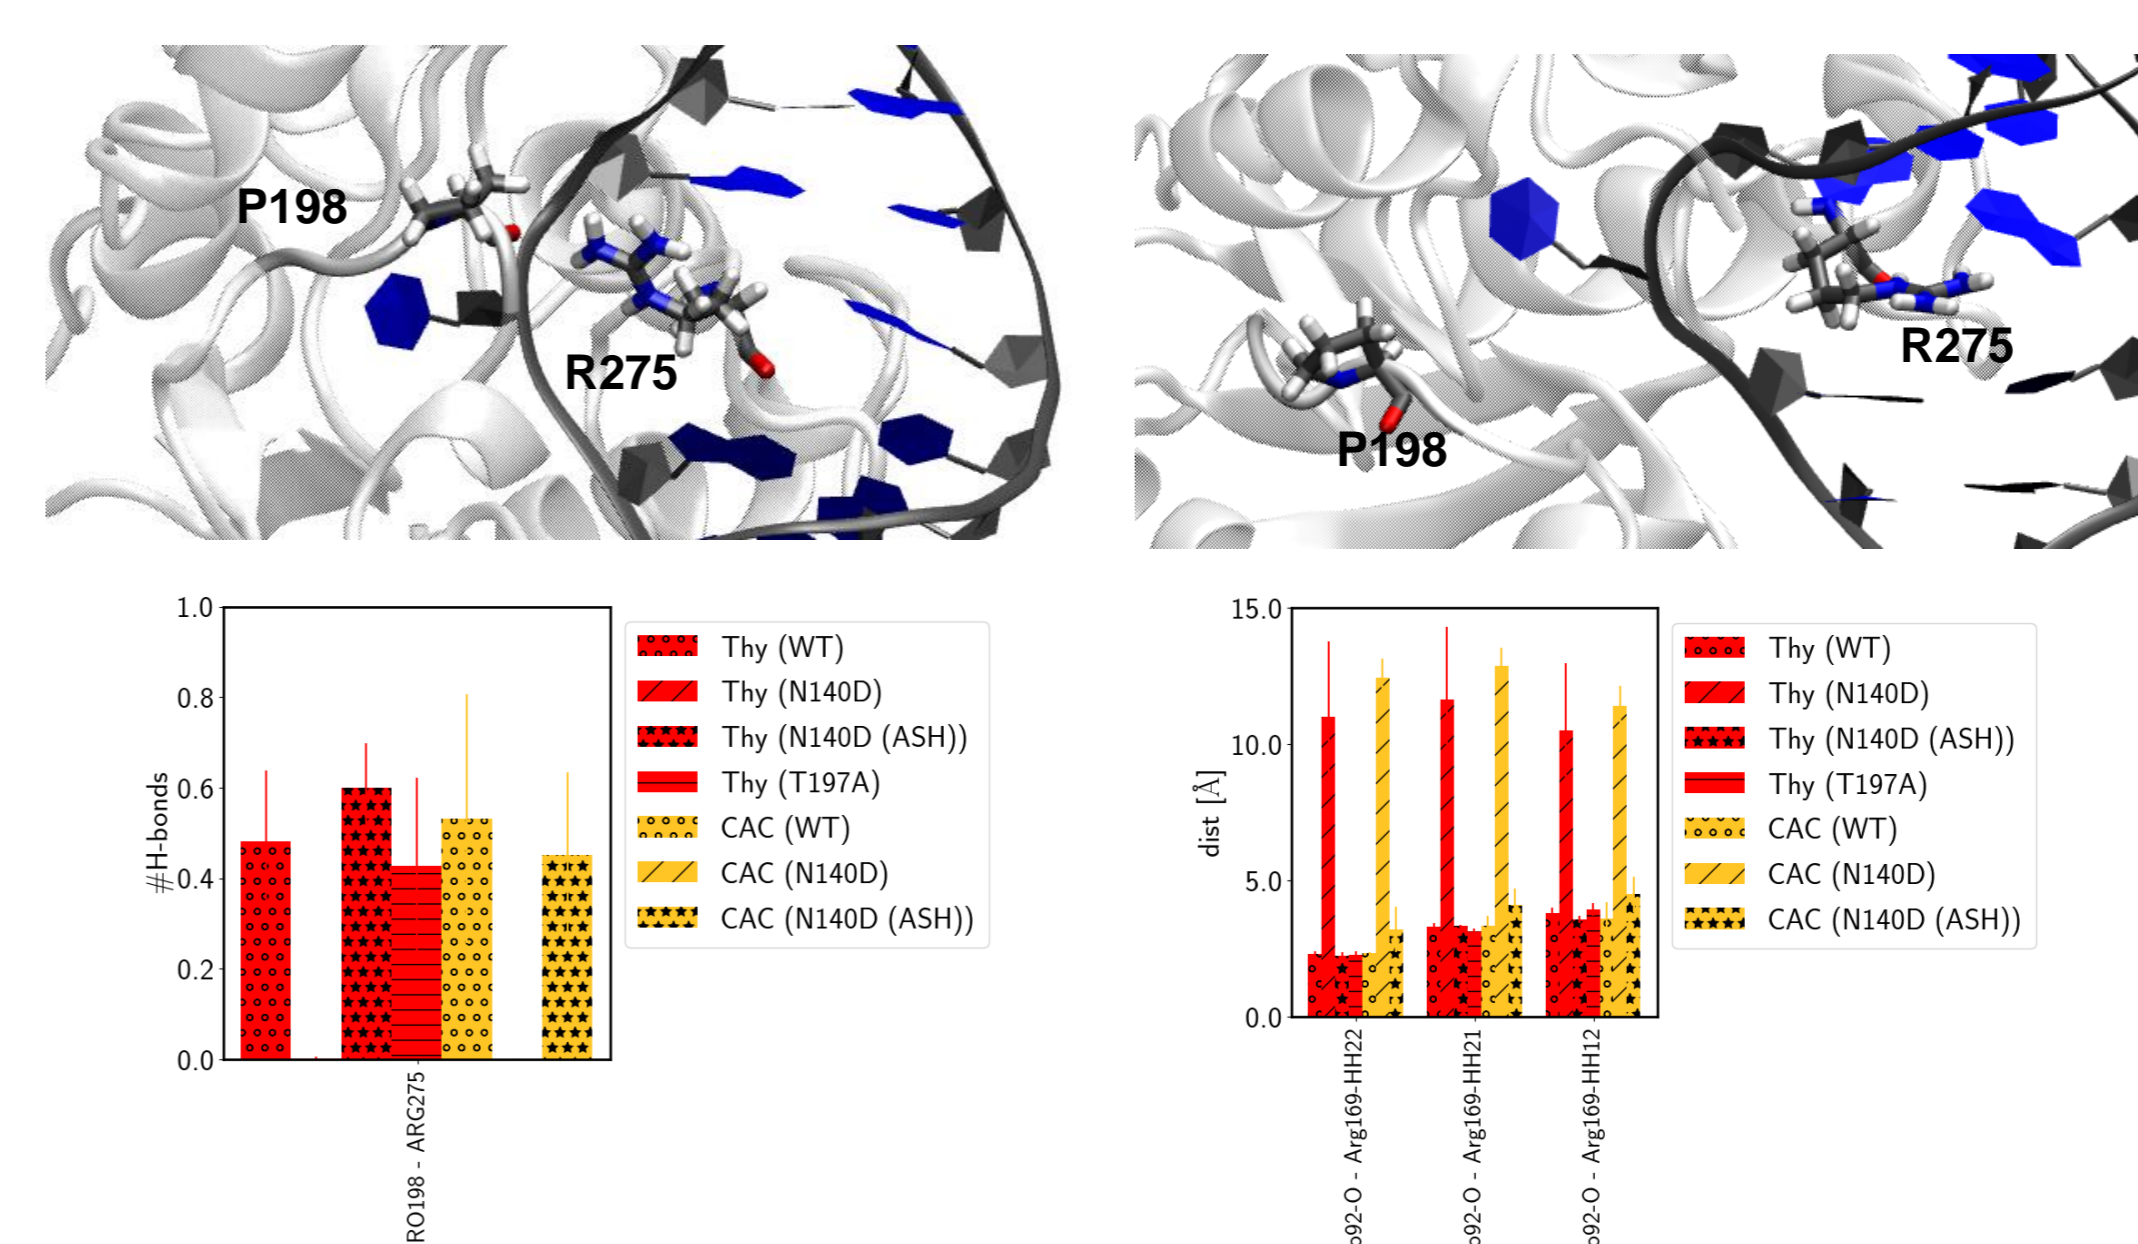 P198
R275
R275
P198
1.0
0.8
0.6
0.4
0.2
0.0
#H-bonds
RO198 - ARG275
Thy (WT)
Thy (N140D)
Thy (N140D (ASH))
Thy (T197A)
CAC (WT)
CAC (N140D)
CAC (N140D (ASH))
15.0
10.0
5.0
0.0
dist [Å]
o92-O - Arg169-HH22
o92-O - Arg169-HH21
o92-O - Arg169-HH12
Thy (WT)
Thy (N140D)
Thy (N140D (ASH))
Thy (T197A)
CAC (WT)
CAC (N140D)
CAC (N140D (ASH))